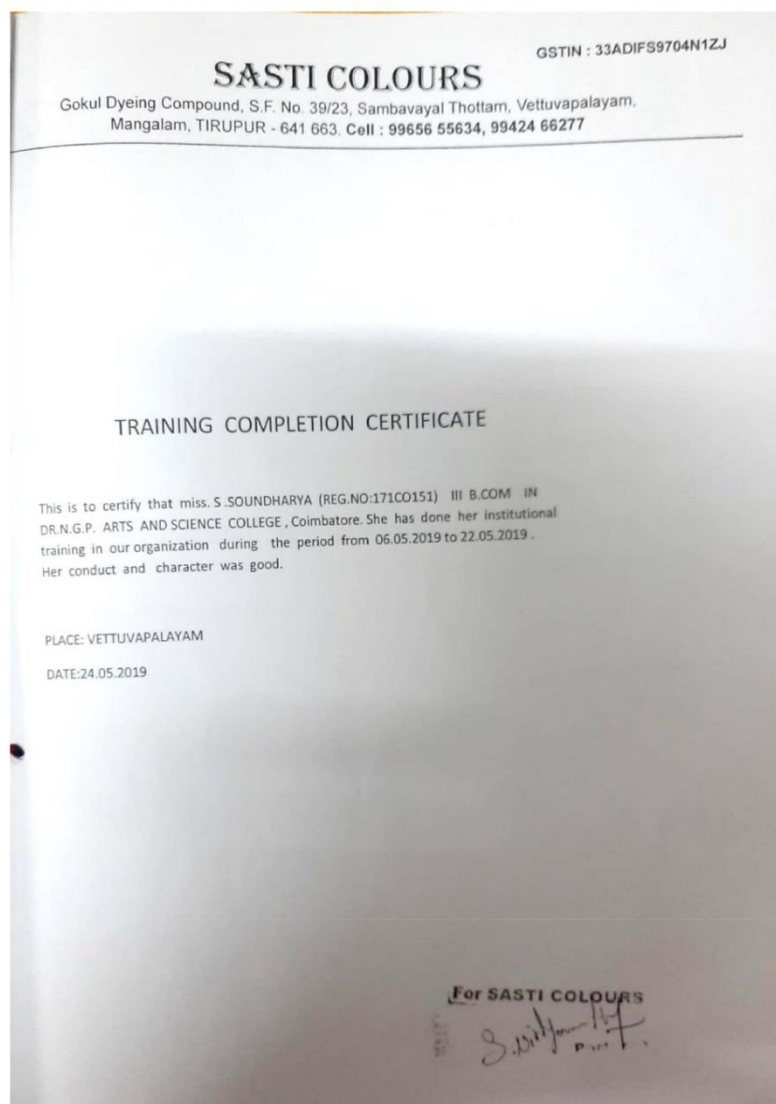 GSTIN : 33ADIFS9704N1ZJ
SASTI COLOURS
Gokul Dyeing Compound, S.F. No. 39/23, Sambavayal Thottam, Vettuvapalayam,
Mangalam, TIRUPUR - 641 663. Cell : 99656 55634, 99424 66277
TRAINING COMPLETION CERTIFICATE
This is to certify that miss. S .SOUNDHARYA (REG.NO:171CO151) III B.COM IN
DR.N.G.P. ARTS AND SCIENCE COLLEGE , Coimbatore. She has done her institutional
training in our organization during the period from 06.05.2019 to 22.05.2019 .
Her conduct and character was good.
PLACE: VETTUVAPALAYAM
DATE:24.05.2019
For SASTI COLOURS